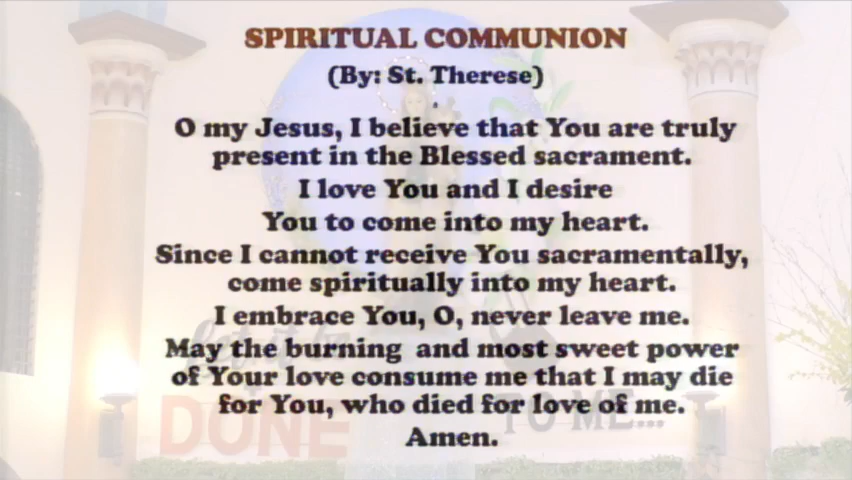 SPIRITUAL COMMUNION
(By: St. Therese)
O my Jesus, I believe that You are truly
present in the Blessed sacrament.
I love You and I desire
You to come into my heart.
Since I cannot receive You sacramentally,
come spiritually into my heart.
I embrace You, O, never leave me.
May the burning and most sweet power
of Your love consume me that I may die
for You, who died for love of me.
Amen.
DONE
TO ME...